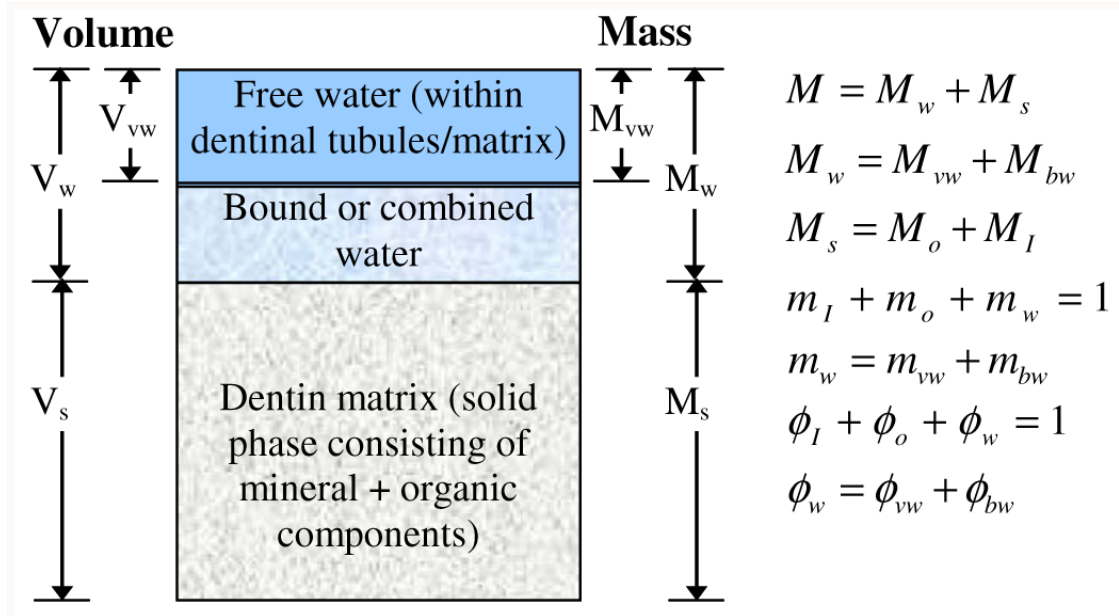 Volume
Mass
Free water (within
dentinal tubules/matrix)
V_vw
M_vw
V_w
M_w
Bound or combined
water
V_s
M_s
Dentin matrix (solid
phase consisting of
mineral + organic
components)
M = M_w + M_s
M_w = M_vw + M_bw
M_s = M_o + M_I
m_I + m_o + m_w = 1
m_w = m_vw + m_bw
ϕ_I + ϕ_o + ϕ_w = 1
ϕ_w = ϕ_vw + ϕ_bw